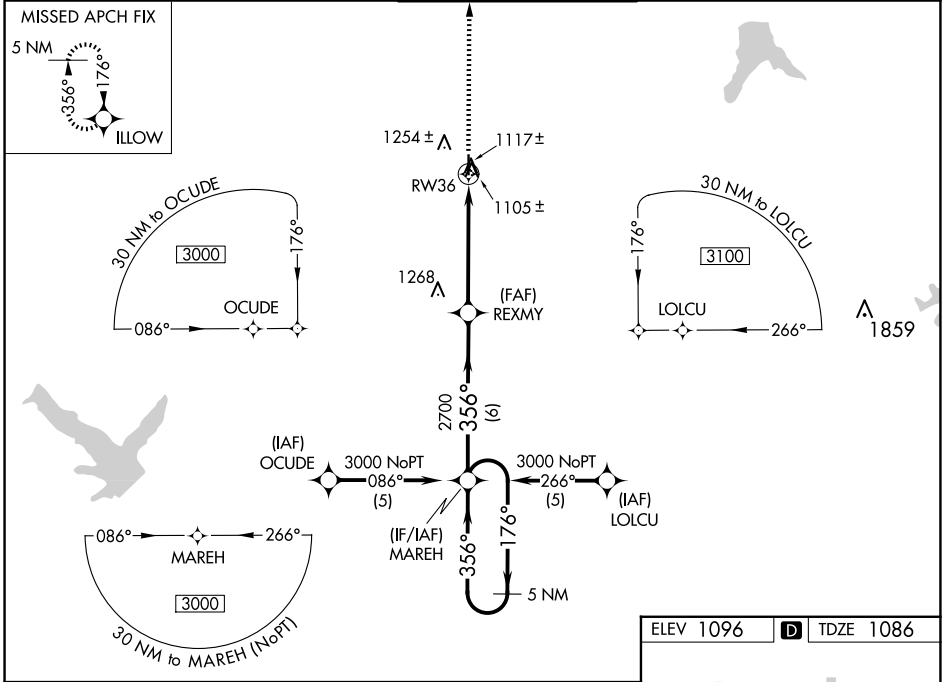 MISSED APCH FIX
5 NM
356°
176°
ILLOW
1254 ±
1117 ±
RW36
1105 ±
30 NM to OCUDE
3000
176°
OCUDE
086°
30 NM to LOLCU
176°
3100
LOLCU
266°
1859
1268
(FAF)
REXMY
2700
356°
(6)
(IAF)
OCUDE
3000 NoPT
086°
(5)
3000 NoPT
266°
(5)
(IAF)
LOLCU
(IF/IAF)
MAREH
356°
176°
5 NM
086°
266°
MAREH
3000
30 NM to MAREH (NoPT)
ELEV 1096 D TDZE 1086